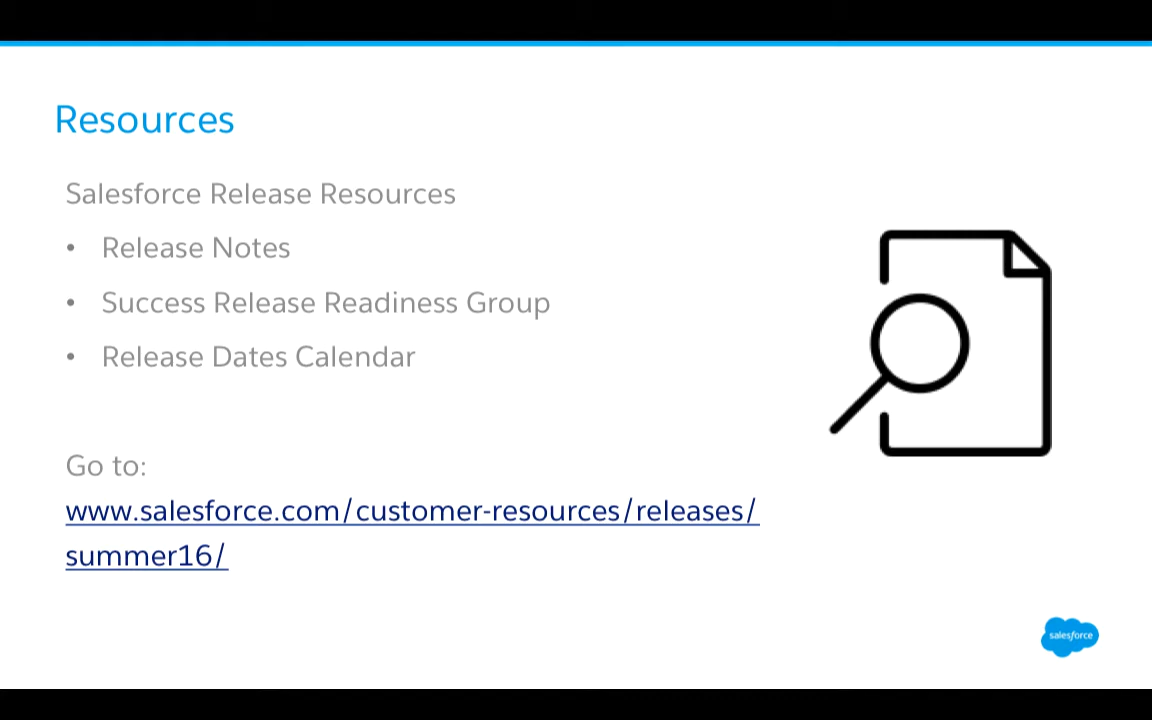 Resources
Salesforce Release Resources
• Release Notes
• Success Release Readiness Group
• Release Dates Calendar
Go to:
www.salesforce.com/customer-resources/releases/
summer16/
salesforce